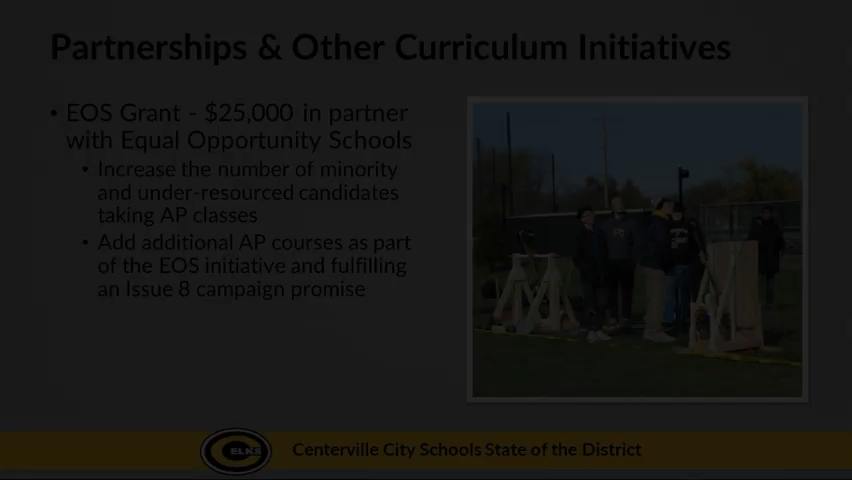 Partnerships & Other Curriculum Initiatives
• EOS Grant - $25,000 in partner
with Equal Opportunity Schools
• Increase the number of minority
and under-resourced candidates
taking AP classes
• Add additional AP courses as part
of the EOS initiative and fulfilling
an Issue 8 campaign promise
ELKS
Centerville City Schools State of the District